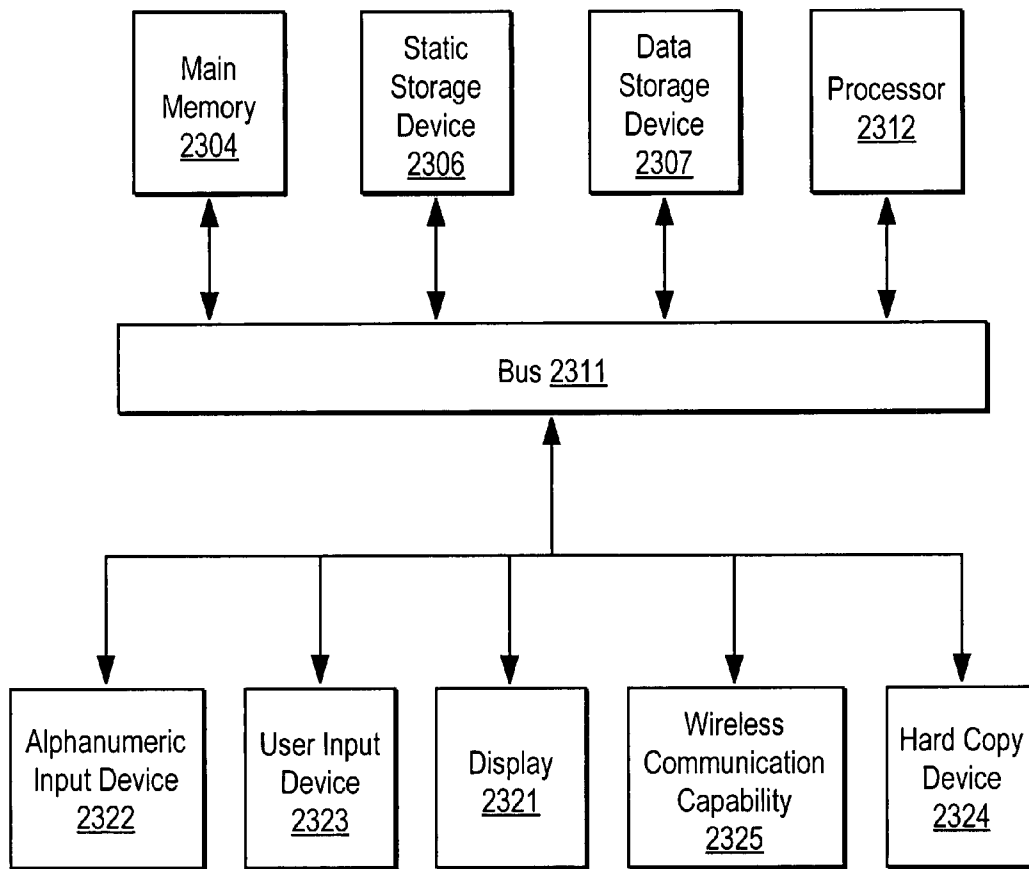 Main
Memory
2304
Static
Storage
Device
2306
Data
Storage
Device
2307
Processor
2312
Bus 2311
Alphanumeric
Input Device
2322
User Input
Device
2323
Display
2321
Wireless
Communication
Capability
2325
Hard Copy
Device
2324